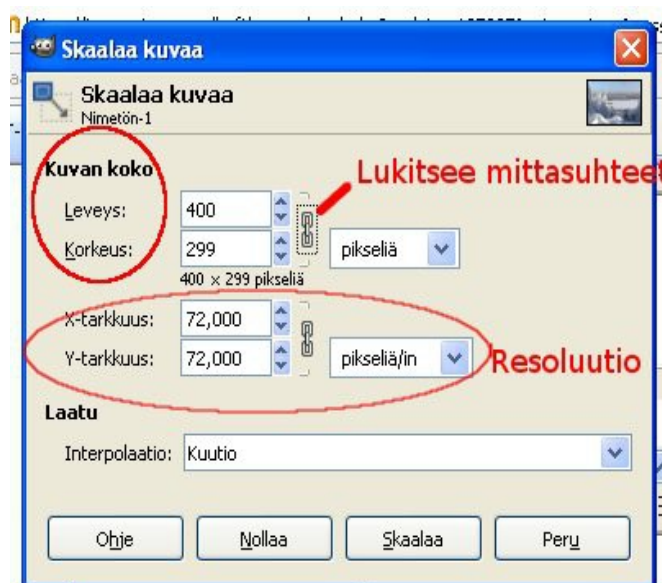 Skaalaa kuvaa
Skaalaa kuvaa
Nimetön-1
Kuvan koko
Lukitsee mittasuhteet
Leveys: 400
Korkeus: 299 pikseliä
400 × 299 pikseliä
X-tarkkuus: 72,000
Y-tarkkuus: 72,000 pikseliä/in
Resoluutio
Laatu
Interpolaatio: Kuutio
Ohje Nollaa Skaalaa Peru